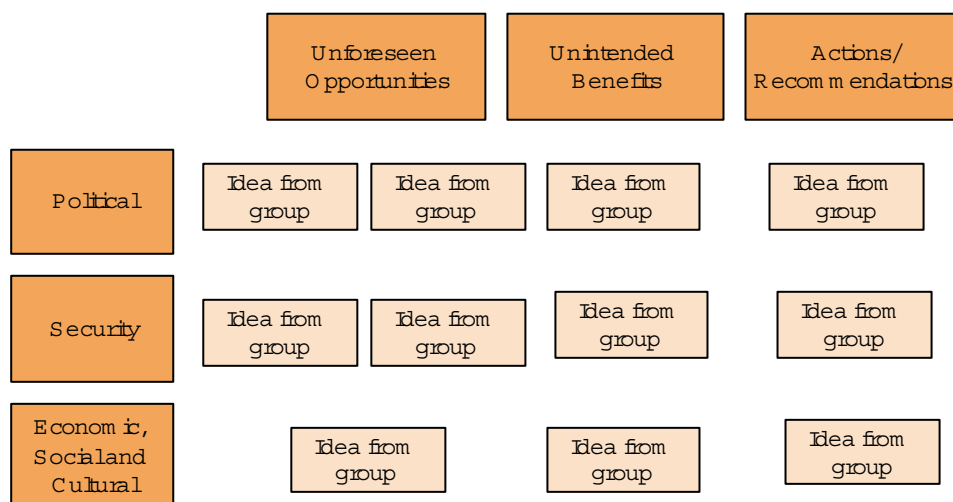 Unforeseen
Opportunities
Unintended
Benefits
Actions/
Recommendations
Political
Idea from
group
Idea from
group
Idea from
group
Idea from
group
Security
Idea from
group
Idea from
group
Idea from
group
Idea from
group
Economic,
Social and
Cultural
Idea from
group
Idea from
group
Idea from
group